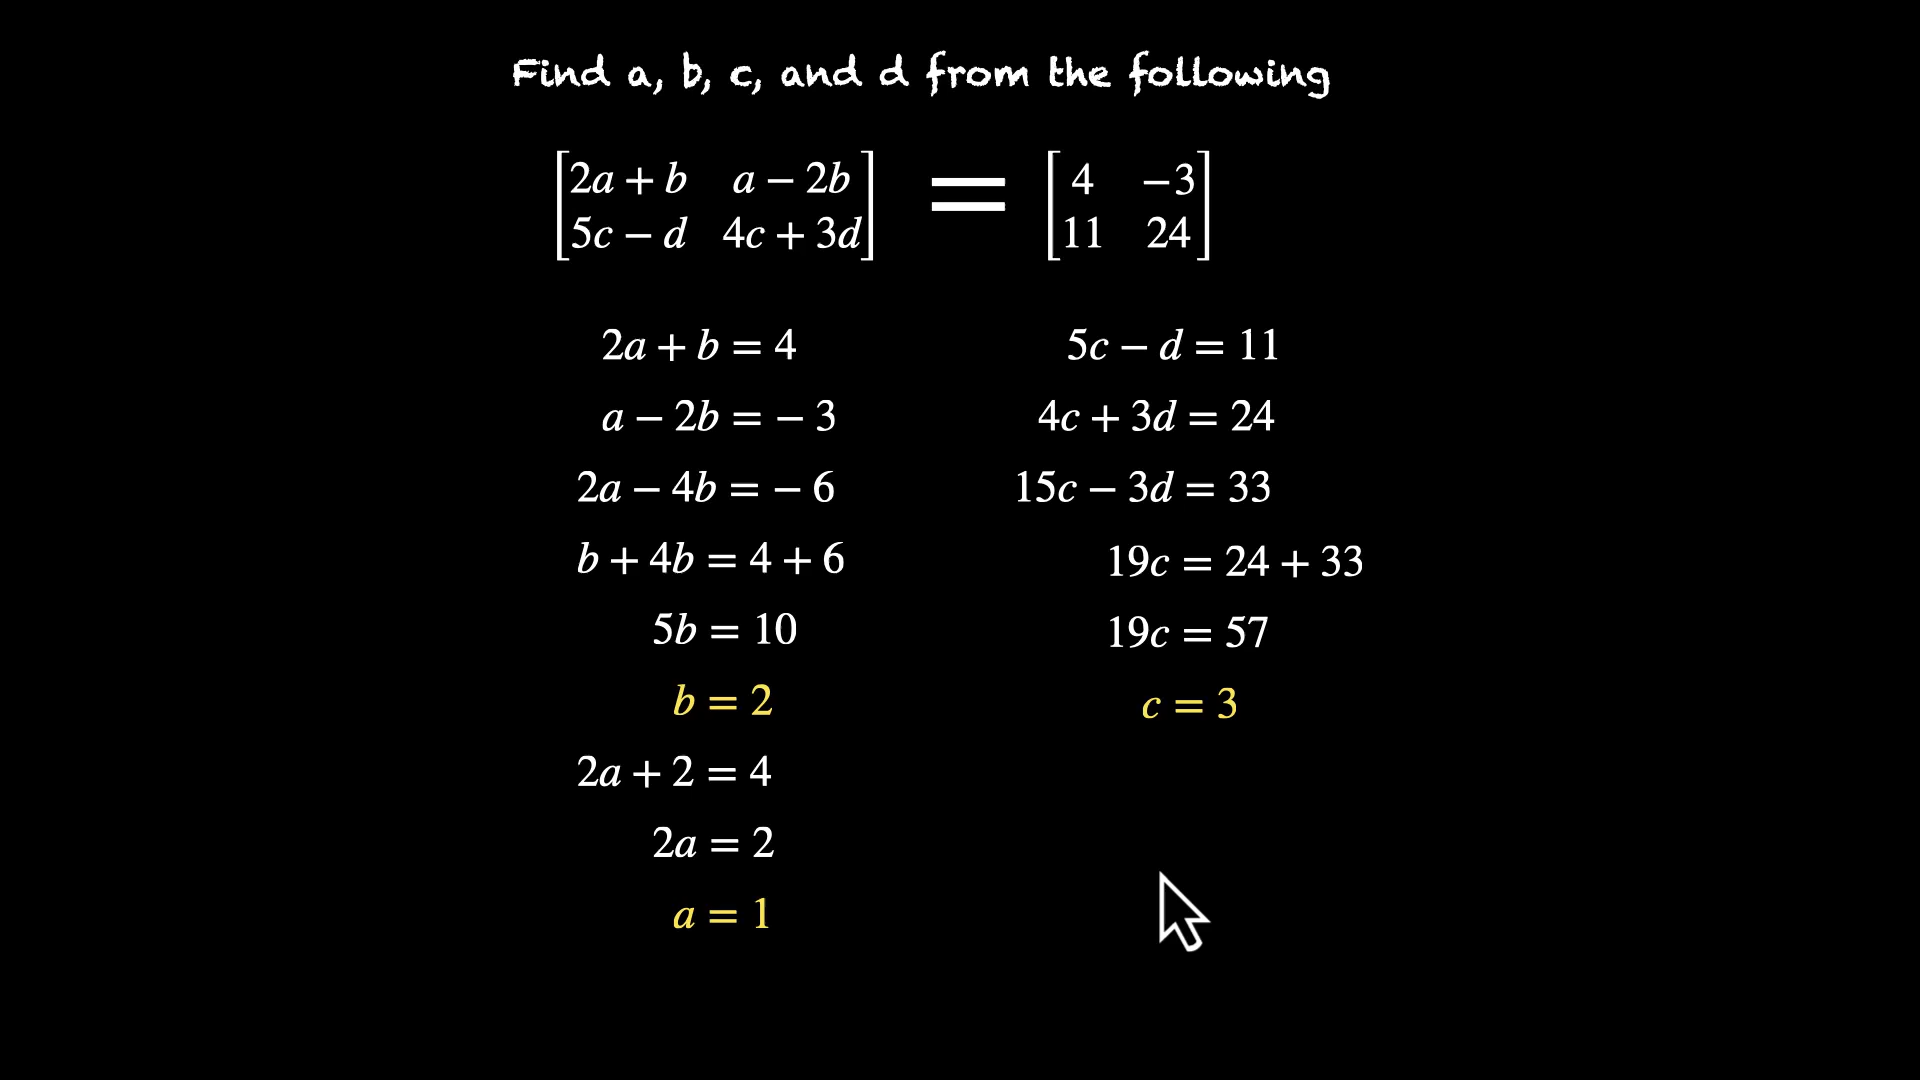 Find a, b, c, and d from the following
[2a + b  a − 2b] = [4  −3]
[5c − d  4c + 3d]  [11  24]
2a + b = 4
a − 2b = − 3
2a − 4b = − 6
b + 4b = 4 + 6
5b = 10
b = 2
2a + 2 = 4
2a = 2
a = 1
5c − d = 11
4c + 3d = 24
15c − 3d = 33
19c = 24 + 33
19c = 57
c = 3